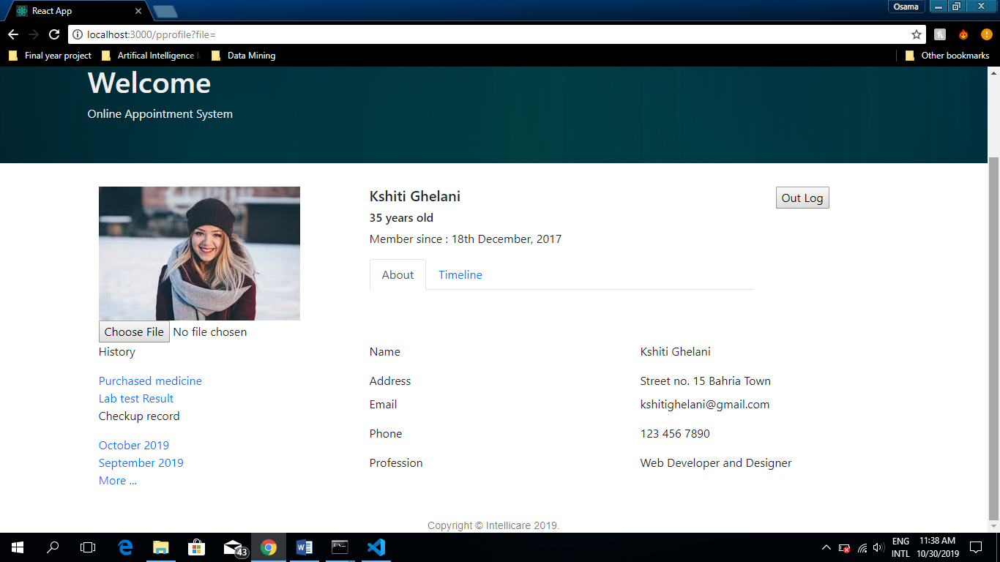 React App
Osama
localhost:3000/pprofile?file=
Final year project
Artifical Intelligence
Data Mining
Other bookmarks
Welcome
Online Appointment System
Kshiti Ghelani
Out Log
35 years old
Member since : 18th December, 2017
About
Timeline
Choose File No file chosen
History
Name
Kshiti Ghelani
Purchased medicine
Address
Street no. 15 Bahria Town
Lab test Result
Email
kshitighelani@gmail.com
Checkup record
Phone
123 456 7890
October 2019
September 2019
Profession
Web Developer and Designer
More ...
Copyright © Intellicare 2019.
43
ENG
INTL
11:38 AM
10/30/2019